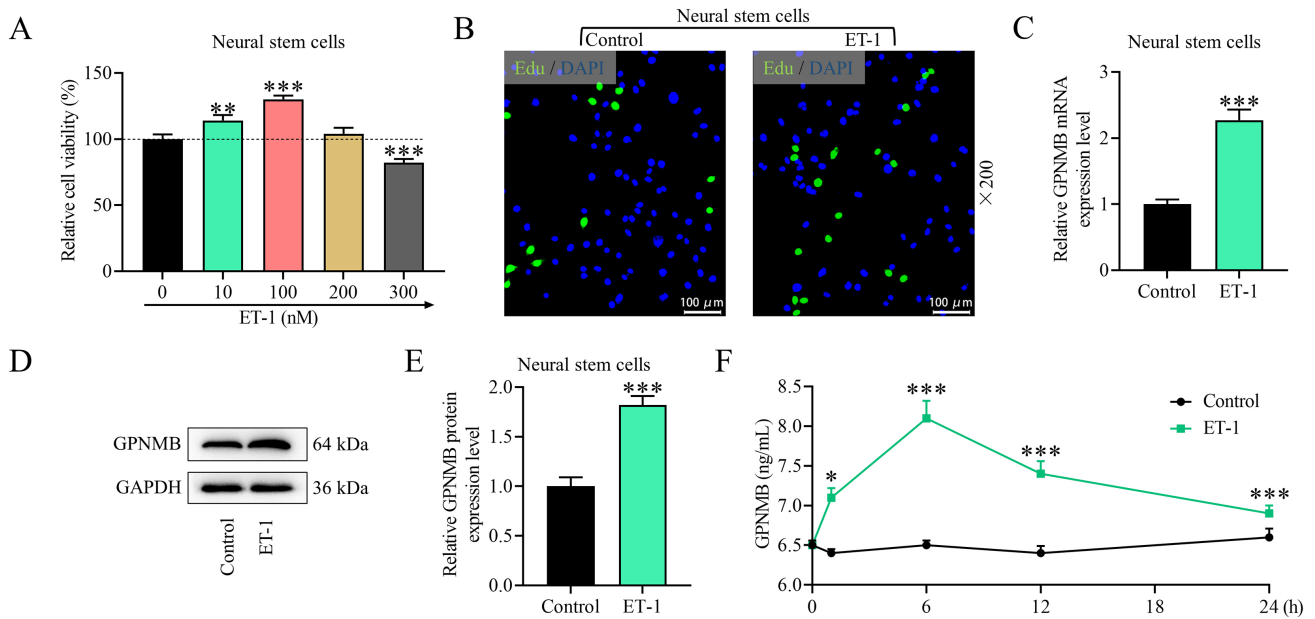 A
Neural stem cells
Relative cell viability (%)
150
100
50
0
**
***
***
0 10 100 200 300
ET-1 (nM)
B
Neural stem cells
Control
ET-1
Edu / DAPI
Edu / DAPI
100 μm
100 μm
×200
C
Neural stem cells
Relative GPNMB mRNA
expression level
3
2
1
0
***
Control ET-1
D
GPNMB
64 kDa
GAPDH
36 kDa
Control
ET-1
E
Neural stem cells
Relative GPNMB protein
expression level
2.0
1.5
1.0
0.5
0.0
***
Control ET-1
F
GPNMB (ng/mL)
8.5
8.0
7.5
7.0
6.5
6.0
*
***
***
***
Control
ET-1
0 6 12 18 24 (h)